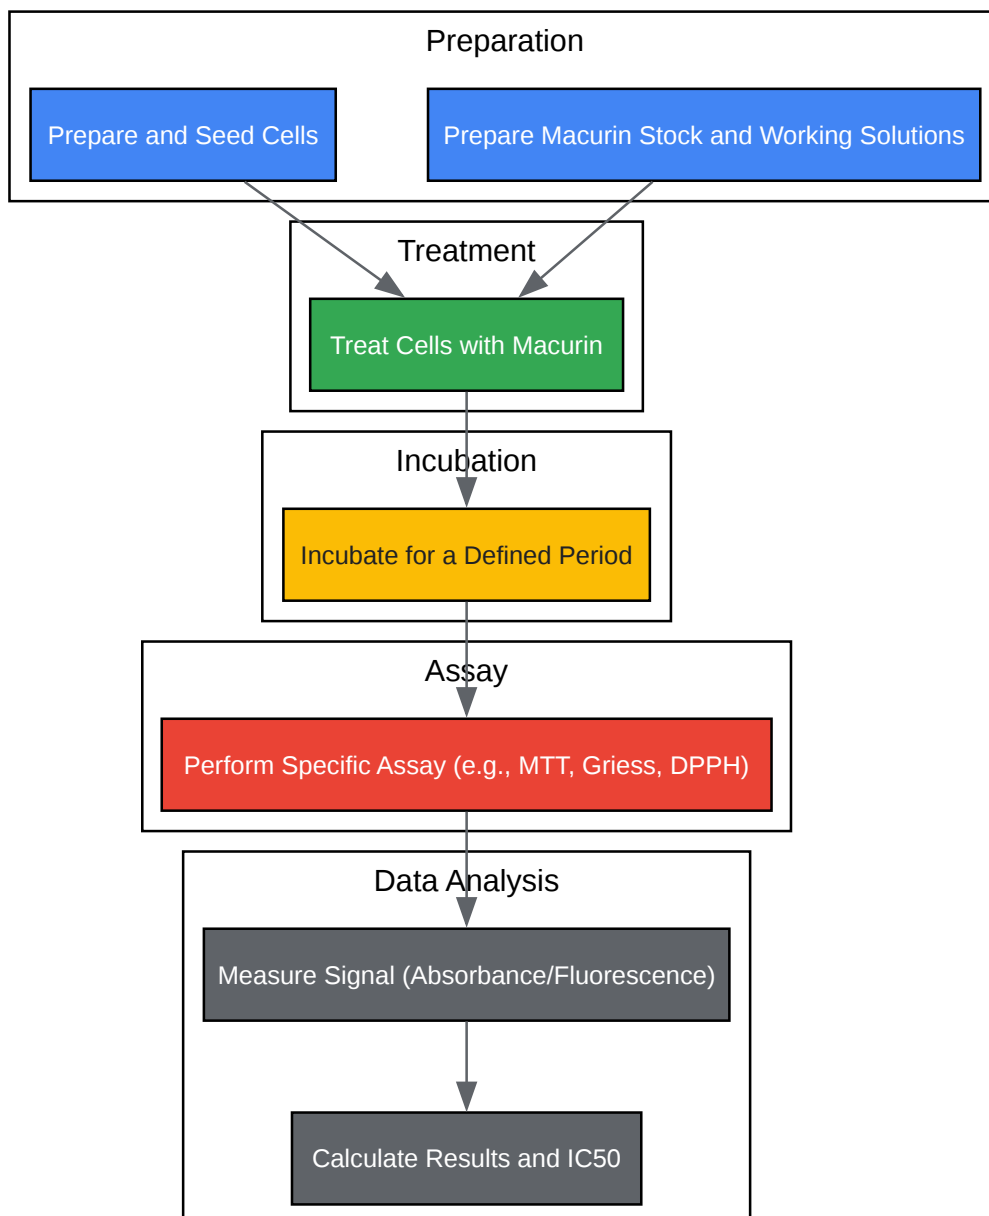 Preparation
Prepare and Seed Cells
Prepare Macurin Stock and Working Solutions
Treatment
Treat Cells with Macurin
Incubation
Incubate for a Defined Period
Assay
Perform Specific Assay (e.g., MTT, Griess, DPPH)
Data Analysis
Measure Signal (Absorbance/Fluorescence)
Calculate Results and IC50